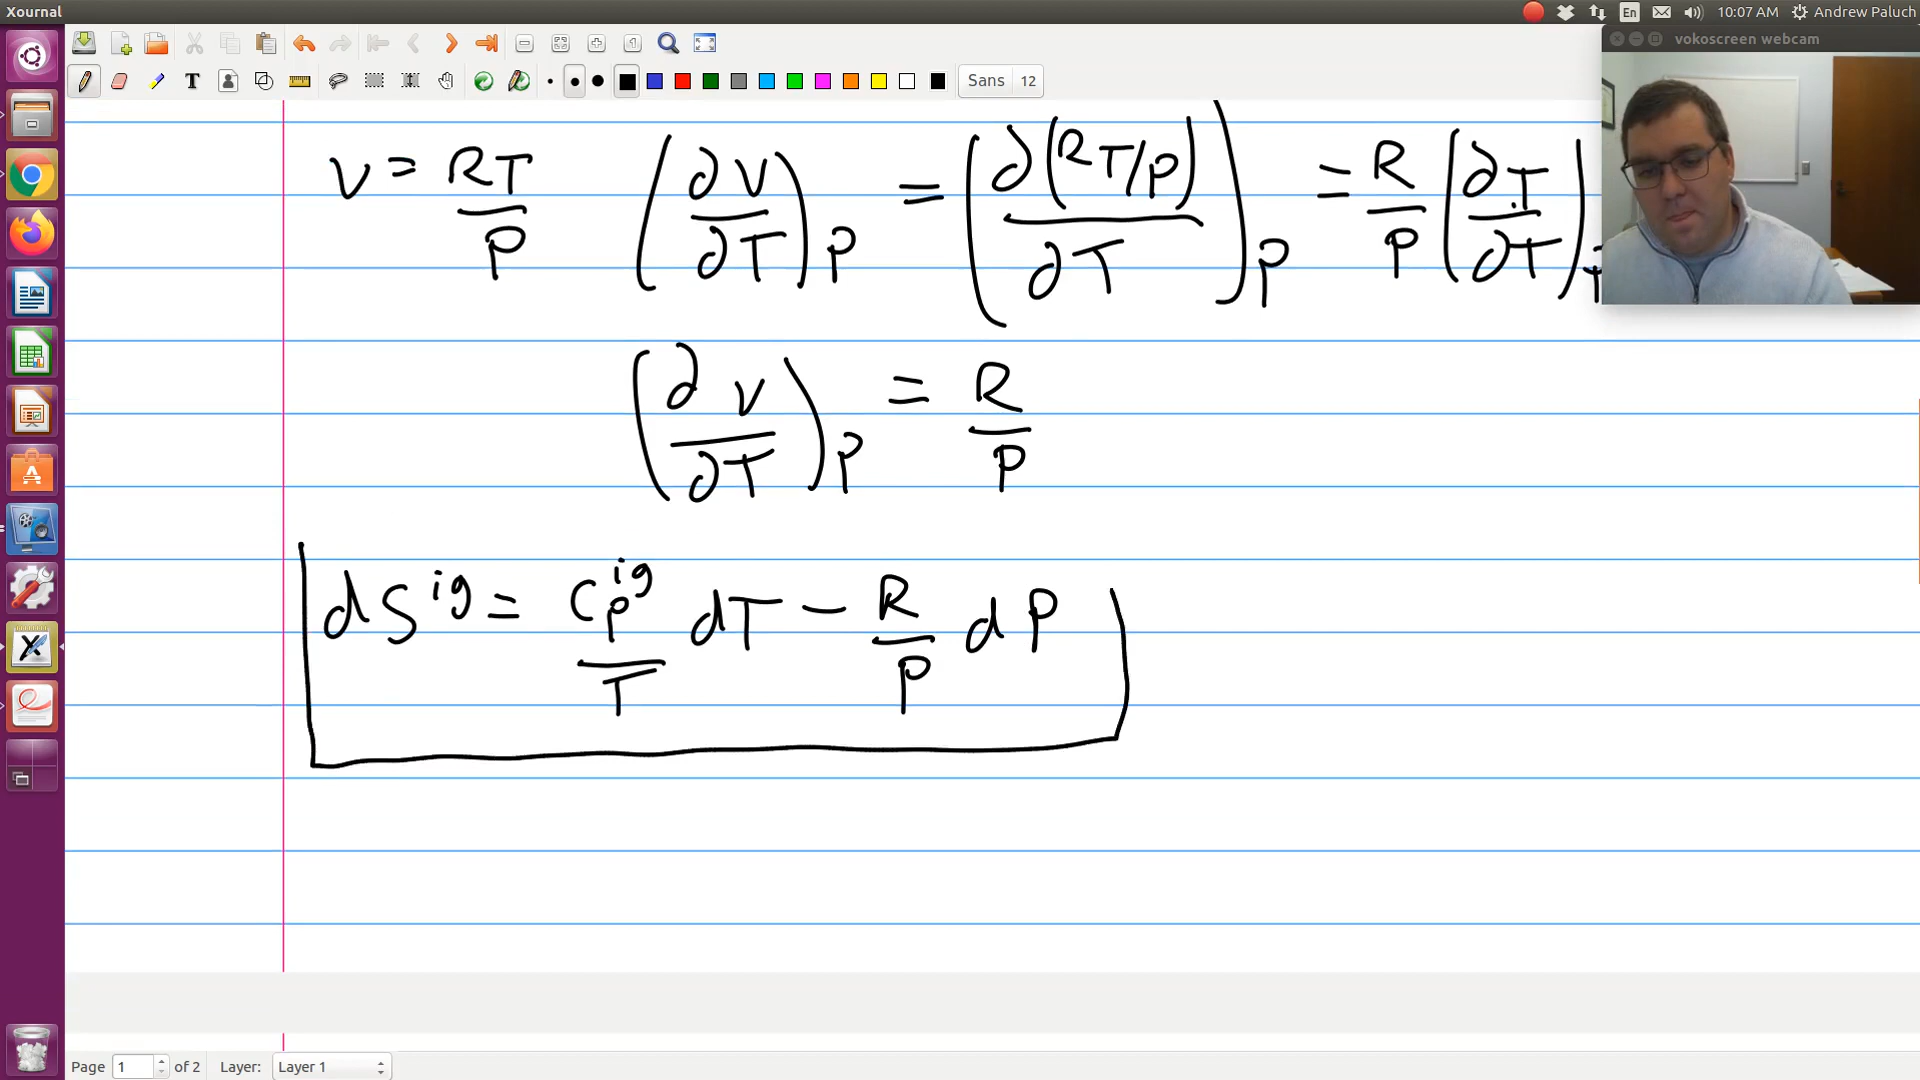 Xournal
En
10:07 AM Andrew Paluch
vokoscreen webcam
T
Sans 12
v = RT/P (∂v/∂T)P = (∂(RT/P)/∂T)P = R/P (∂T/∂T)
(∂v/∂T)P = R/P
dS^ig = Cp^ig/T dT − R/P dP
Page 1 of 2 Layer: Layer 1